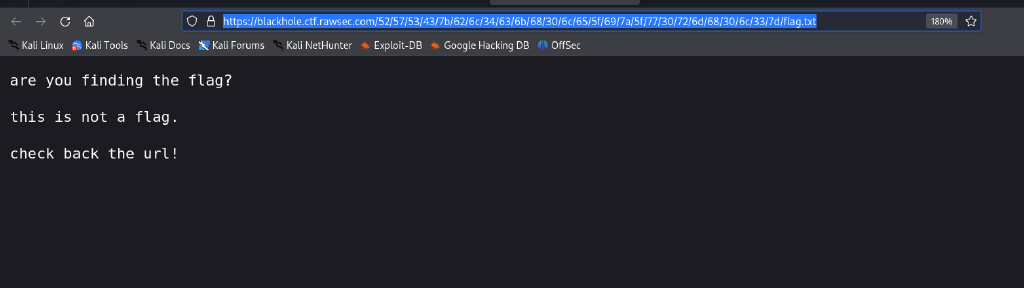 https://blackhole.ctf.rawsec.com/52/57/53/43/7b/62/6c/34/63/6b/68/30/6c/65/5f/69/7a/5f/77/30/72/6d/68/30/6c/33/7d/flag.txt
180%
Kali Linux Kali Tools Kali Docs Kali Forums Kali NetHunter Exploit-DB Google Hacking DB OffSec
are you finding the flag?
this is not a flag.
check back the url!